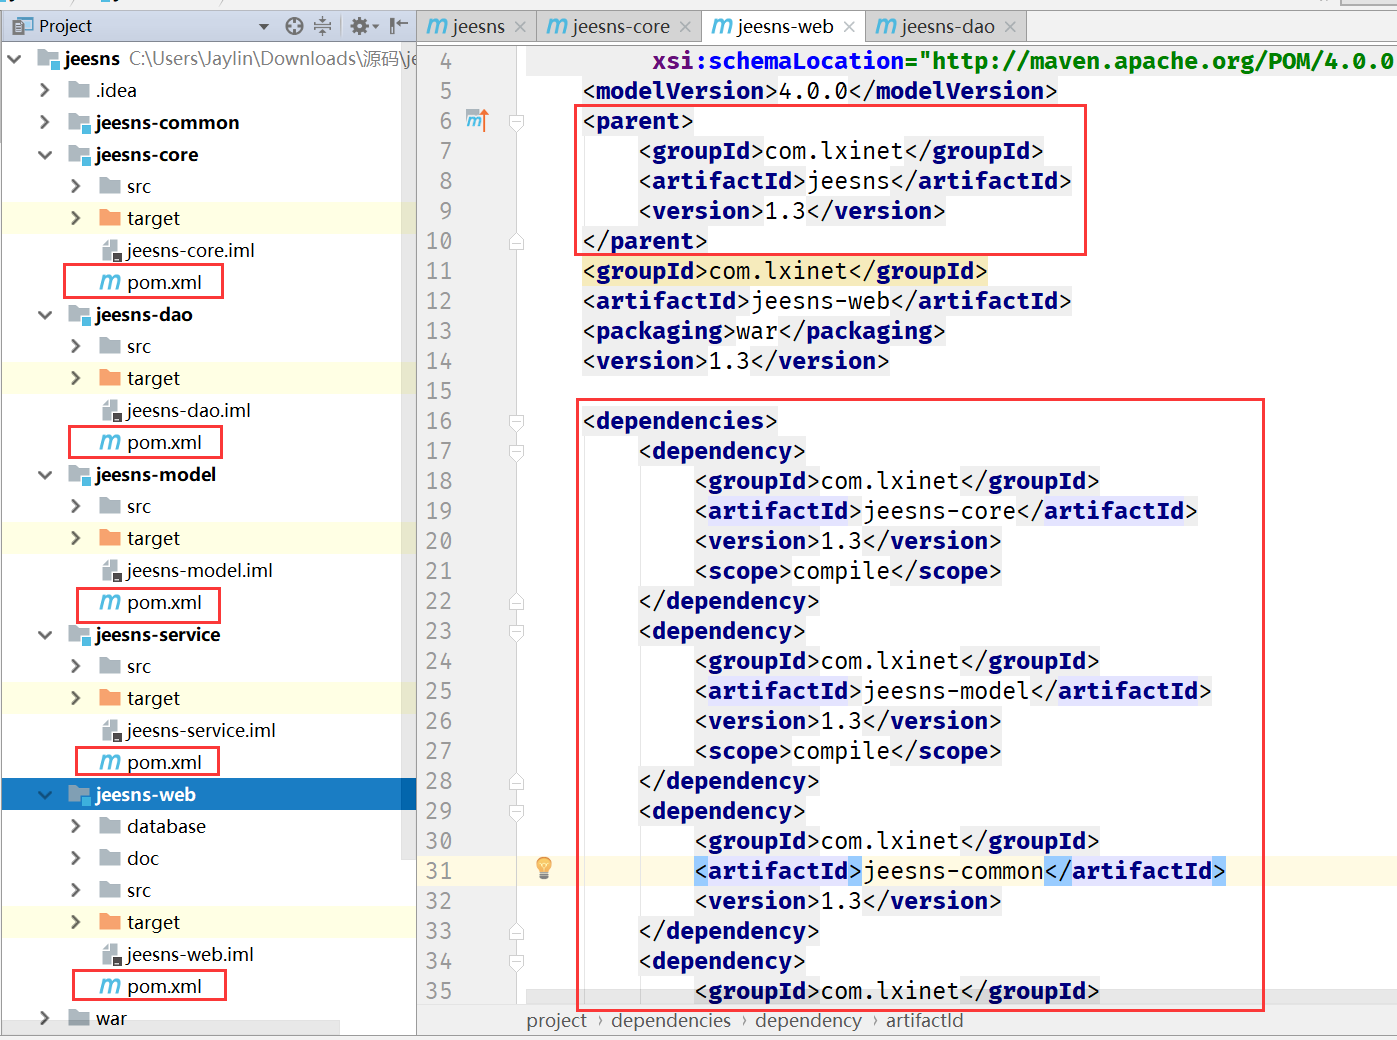 Project
jeesns C:\Users\Jaylin\Downloads\源码\je
.idea
jeesns-common
jeesns-core
src
target
jeesns-core.iml
pom.xml
jeesns-dao
src
target
jeesns-dao.iml
pom.xml
jeesns-model
src
target
jeesns-model.iml
pom.xml
jeesns-service
src
target
jeesns-service.iml
pom.xml
jeesns-web
database
doc
src
target
jeesns-web.iml
pom.xml
war
jeesns
jeesns-core
jeesns-web
jeesns-dao
4 xsi:schemaLocation="http://maven.apache.org/POM/4.0.0
5 <modelVersion>4.0.0</modelVersion>
6 <parent>
7 <groupId>com.lxinet</groupId>
8 <artifactId>jeesns</artifactId>
9 <version>1.3</version>
10 </parent>
11 <groupId>com.lxinet</groupId>
12 <artifactId>jeesns-web</artifactId>
13 <packaging>war</packaging>
14 <version>1.3</version>
15
16 <dependencies>
17 <dependency>
18 <groupId>com.lxinet</groupId>
19 <artifactId>jeesns-core</artifactId>
20 <version>1.3</version>
21 <scope>compile</scope>
22 </dependency>
23 <dependency>
24 <groupId>com.lxinet</groupId>
25 <artifactId>jeesns-model</artifactId>
26 <version>1.3</version>
27 <scope>compile</scope>
28 </dependency>
29 <dependency>
30 <groupId>com.lxinet</groupId>
31 <artifactId>jeesns-common</artifactId>
32 <version>1.3</version>
33 </dependency>
34 <dependency>
35 <groupId>com.lxinet</groupId>
project › dependencies › dependency › artifactId